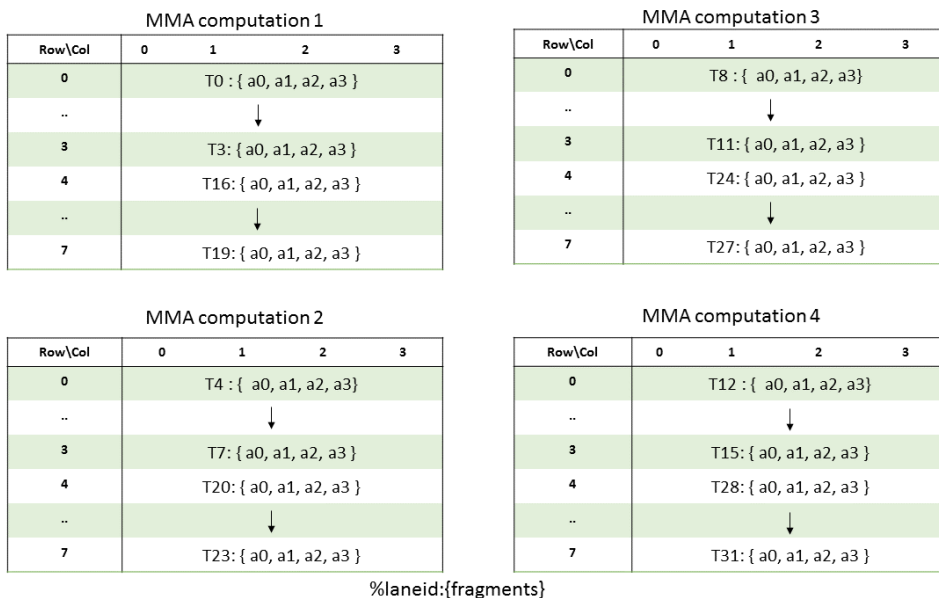 MMA computation 1
Row\Col 0 1 2 3
0 T0 : { a0, a1, a2, a3 }
..
3 T3: { a0, a1, a2, a3 }
4 T16: { a0, a1, a2, a3 }
..
7 T19: { a0, a1, a2, a3 }
MMA computation 3
Row\Col 0 1 2 3
0 T8 : { a0, a1, a2, a3}
..
3 T11: { a0, a1, a2, a3 }
4 T24: { a0, a1, a2, a3 }
..
7 T27: { a0, a1, a2, a3 }
MMA computation 2
Row\Col 0 1 2 3
0 T4 : { a0, a1, a2, a3}
..
3 T7: { a0, a1, a2, a3 }
4 T20: { a0, a1, a2, a3 }
..
7 T23: { a0, a1, a2, a3 }
MMA computation 4
Row\Col 0 1 2 3
0 T12 : { a0, a1, a2, a3}
..
3 T15: { a0, a1, a2, a3 }
4 T28: { a0, a1, a2, a3 }
..
7 T31: { a0, a1, a2, a3 }
%laneid:{fragments}